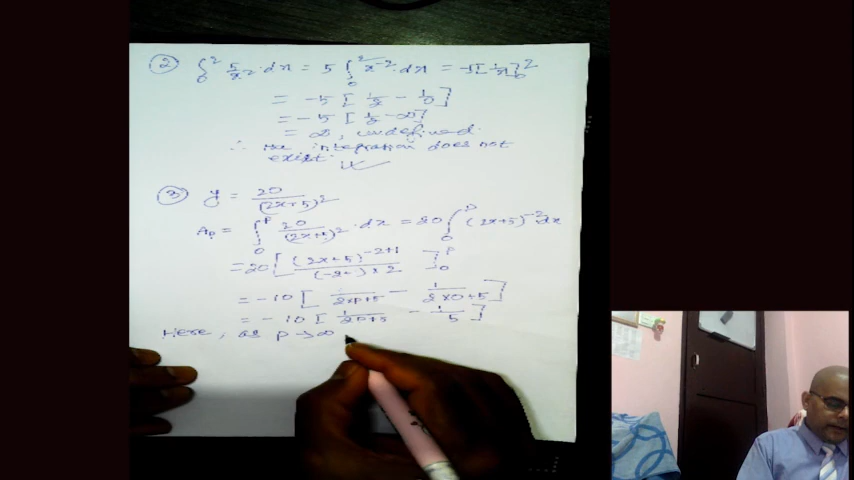 (2) ∫₀² 5/x² · dx = 5 ∫₀² x⁻² · dx = -5[1/x]₀²
= -5 [ 1/2 - 1/0 ]
= -5 [ 1/2 - ∞ ]
= ∞, undefined.
∴ the integration does not
exist.
(3) y = 20/(2x+5)²
Ap = ∫₀ᴾ 20/(2x+5)² · dx = 20 ∫₀ᴾ (2x+5)⁻² dx
= 20 [ (2x+5)⁻²⁺¹ / (-2+1)×2 ]₀ᴾ
= -10 [ 1/2×p+5 - 1/2×0+5 ]
= -10 [ 1/2p+5 - 1/5 ]
Here, as p → ∞